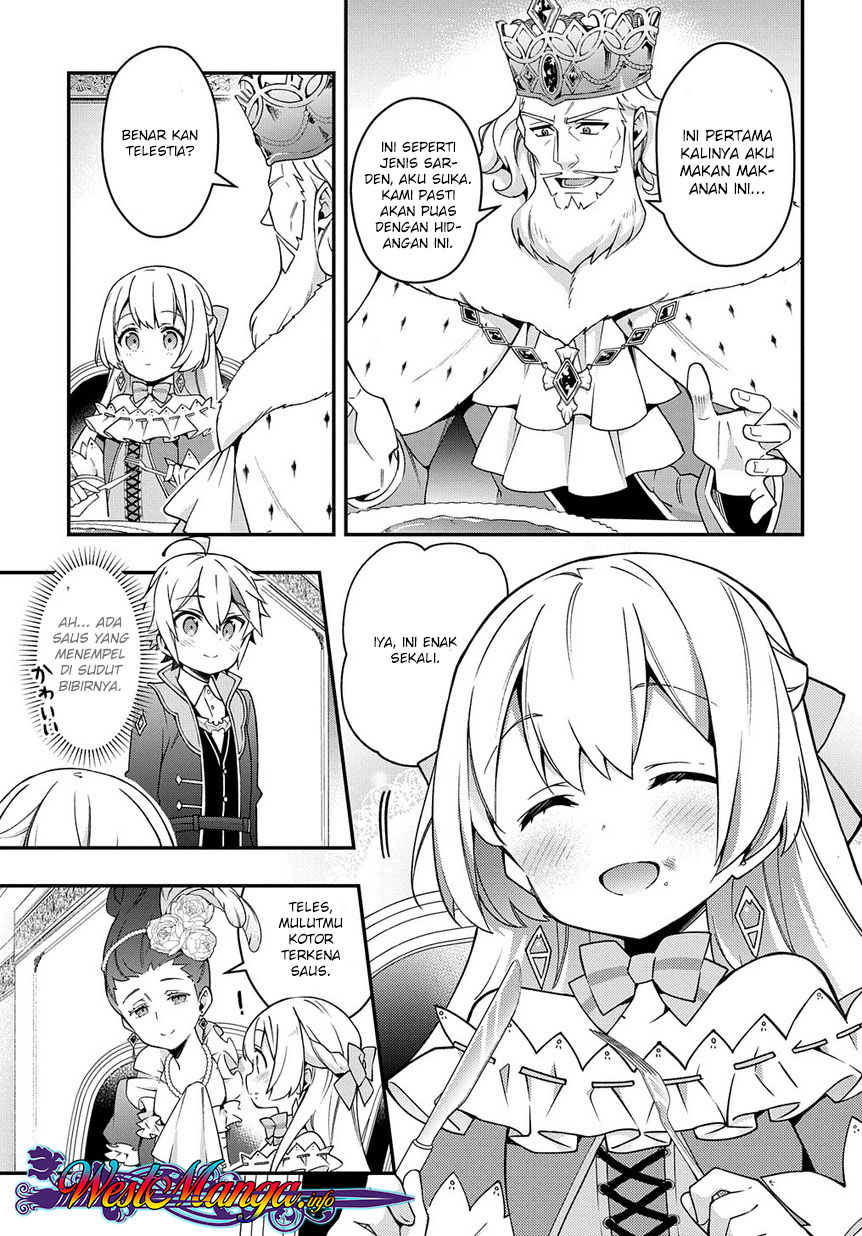 INI PERTAMA
KALINYA AKU
MAKAN MAK-
ANAN INI...
INI SEPERTI
JENIS SAR-
DEN, AKU SUKA.
KAMI PASTI
AKAN PUAS
DENGAN HID-
ANGAN INI.
BENAR KAN
TELESTIA?
IYA, INI ENAK
SEKALI.
AH... ADA
SAUS YANG
MENEMPEL
DI SUDUT
BIBIRNYA.
かわいい
TELES,
MULUTMU
KOTOR
TERKENA
SAUS.
!
WestManga.info